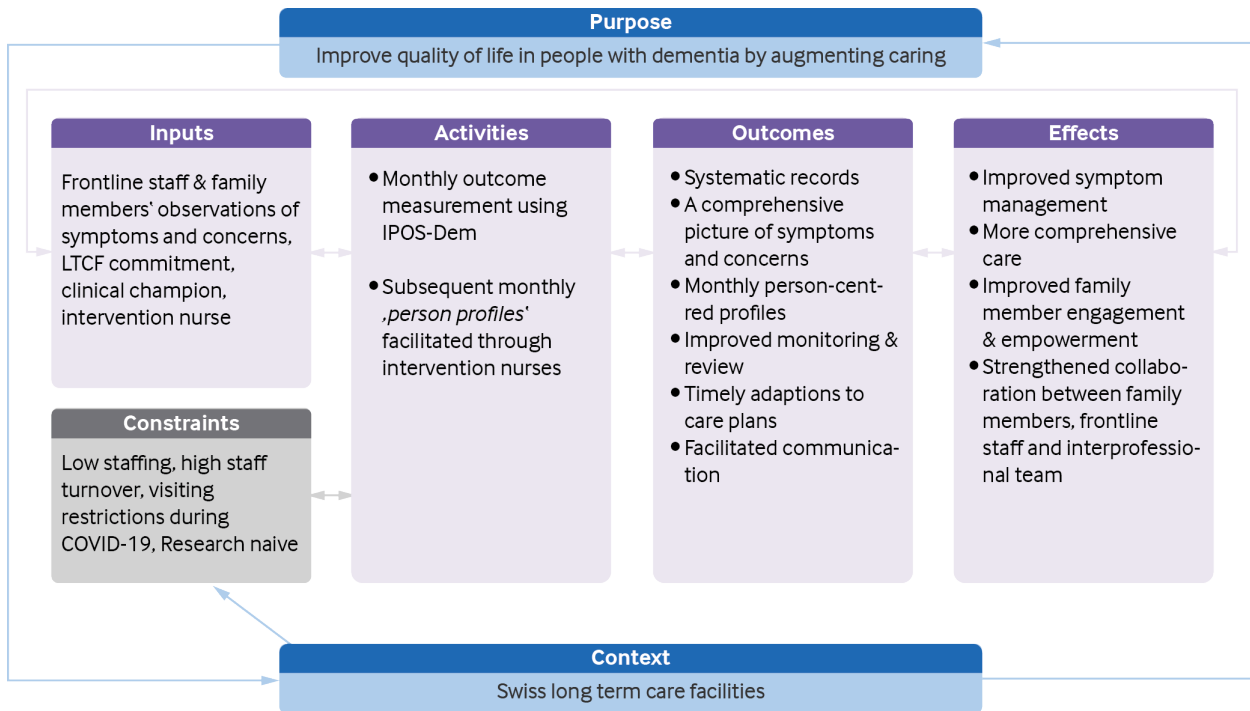 Purpose
Improve quality of life in people with dementia by augmenting caring
Inputs
Frontline staff & family
members‘ observations of
symptoms and concerns,
LTCF commitment,
clinical champion,
intervention nurse
Constraints
Low staffing, high staff
turnover, visiting
restrictions during
COVID-19, Research naive
Activities
• Monthly outcome
measurement using
IPOS-Dem
• Subsequent monthly
‚person profiles‘
facilitated through
intervention nurses
Outcomes
• Systematic records
• A comprehensive
picture of symptoms
and concerns
• Monthly person-cent-
red profiles
• Improved monitoring &
review
• Timely adaptions to
care plans
• Facilitated communica-
tion
Effects
• Improved symptom
management
• More comprehensive
care
• Improved family
member engagement
& empowerment
• Strengthened collabo-
ration between family
members, frontline
staff and interprofessio-
nal team
Context
Swiss long term care facilities